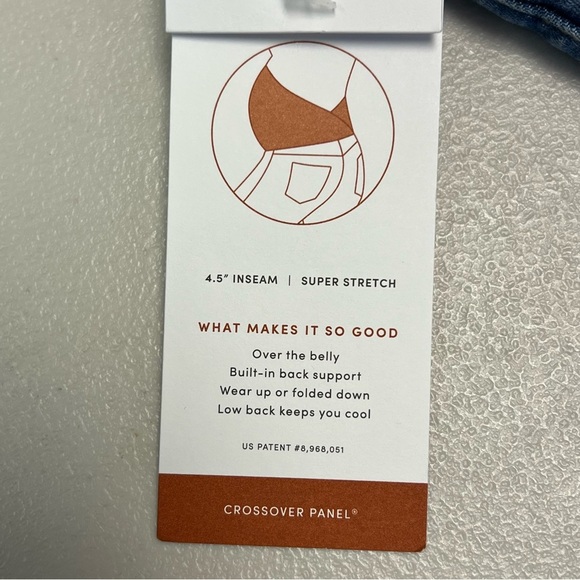 4.5" INSEAM | SUPER STRETCH
WHAT MAKES IT SO GOOD
Over the belly
Built-in back support
Wear up or folded down
Low back keeps you cool
US PATENT #8,968,051
CROSSOVER PANEL®